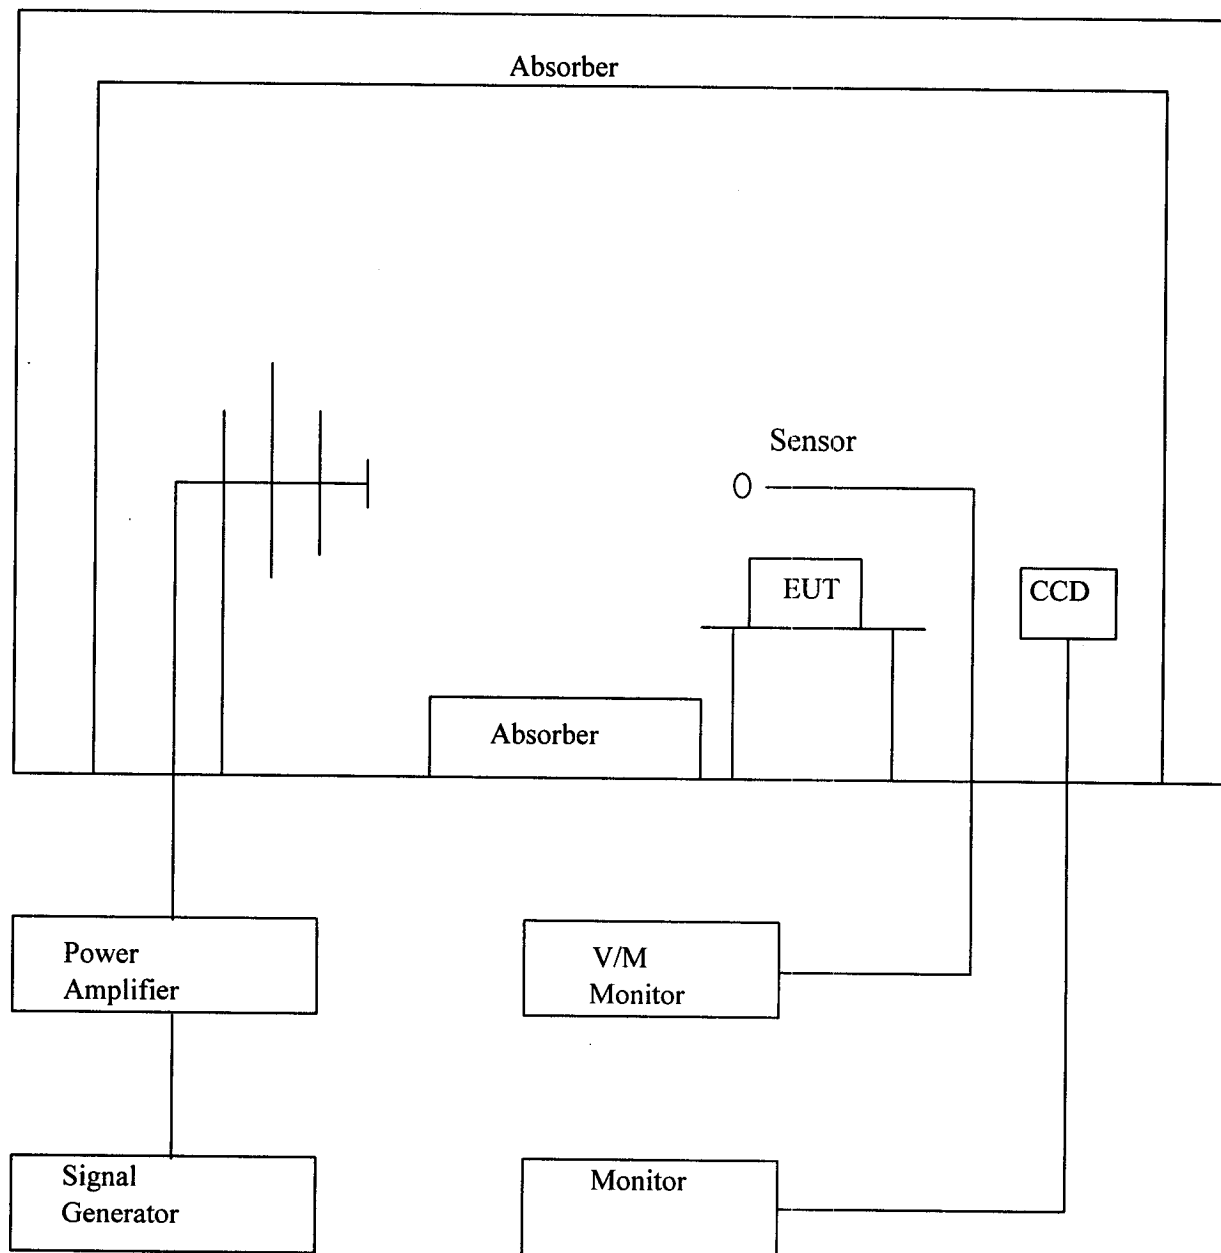 Absorber
Sensor
EUT
CCD
Absorber
Power
Amplifier
V/M
Monitor
Signal
Generator
Monitor